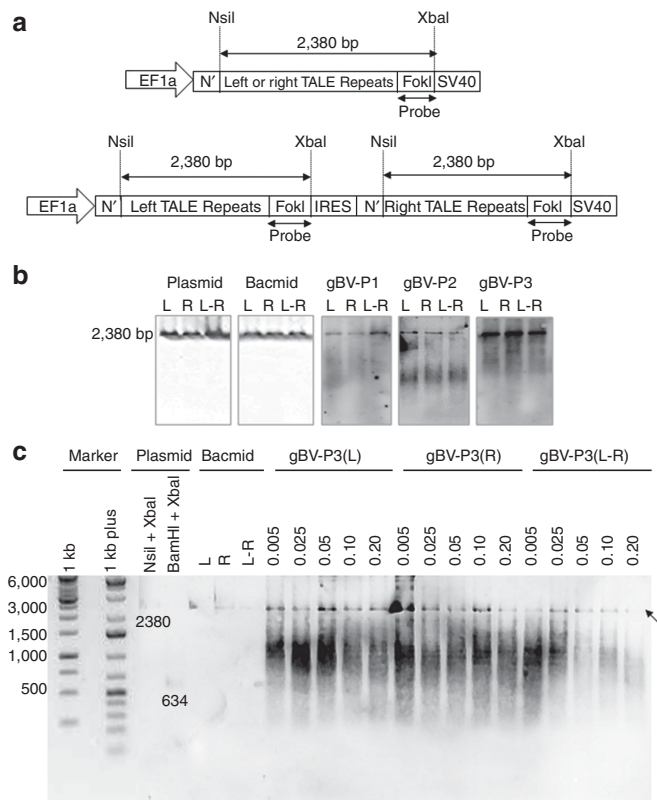 a
NsiI XbaI
2,380 bp
EF1a N′ Left or right TALE Repeats FokI SV40
Probe
NsiI XbaI NsiI XbaI
2,380 bp 2,380 bp
EF1a N′ Left TALE Repeats FokI IRES N′ Right TALE Repeats FokI SV40
Probe Probe
b
Plasmid Bacmid gBV-P1 gBV-P2 gBV-P3
L R L-R L R L-R L R L-R L R L-R L R L-R
2,380 bp
c
Marker Plasmid Bacmid gBV-P3(L) gBV-P3(R) gBV-P3(L-R)
1 kb 1 kb plus NsiI + XbaI BamHI + XbaI L R L-R 0.005 0.025 0.05 0.10 0.20 0.005 0.025 0.05 0.10 0.20 0.005 0.025 0.05 0.10 0.20
6,000
3,000
2380
1,500
1,000
500
634